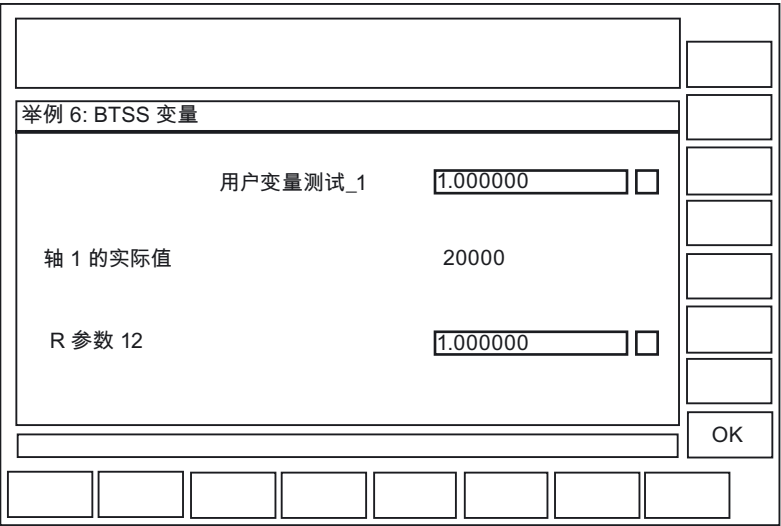 举例 6: BTSS 变量
用户变量测试_1 1.000000
轴 1 的实际值 20000
R 参数 12 1.000000
OK